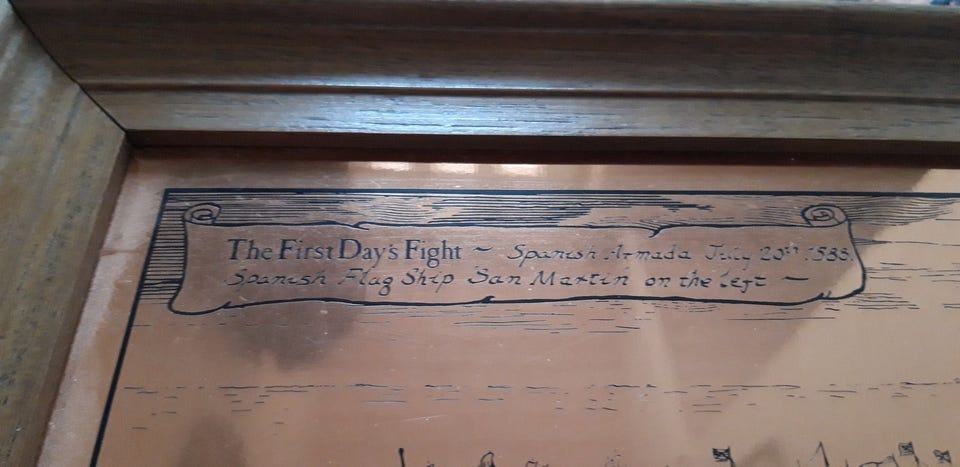 The First Day's Fight ~ Spanish Armada July 20th 1588.
Spanish Flag Ship San Martin on the left ~